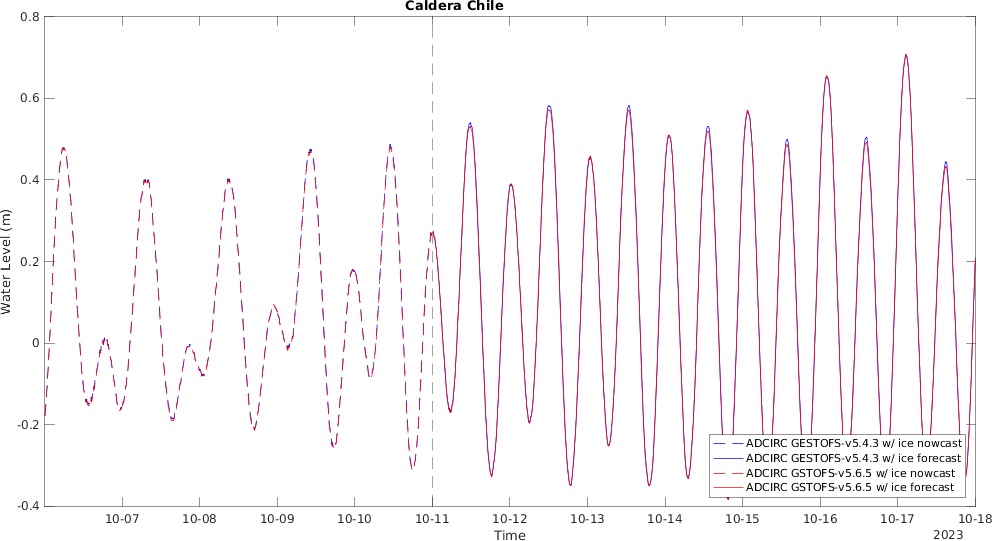 Caldera Chile
0.8
0.6
0.4
0.2
0
-0.2
-0.4
Water Level (m)
ADCIRC GESTOFS-v5.4.3 w/ ice nowcast
ADCIRC GESTOFS-v5.4.3 w/ ice forecast
ADCIRC GSTOFS-v5.6.5 w/ ice nowcast
ADCIRC GSTOFS-v5.6.5 w/ ice forecast
10-07 10-08 10-09 10-10 10-11 10-12 10-13 10-14 10-15 10-16 10-17 10-18
Time
2023